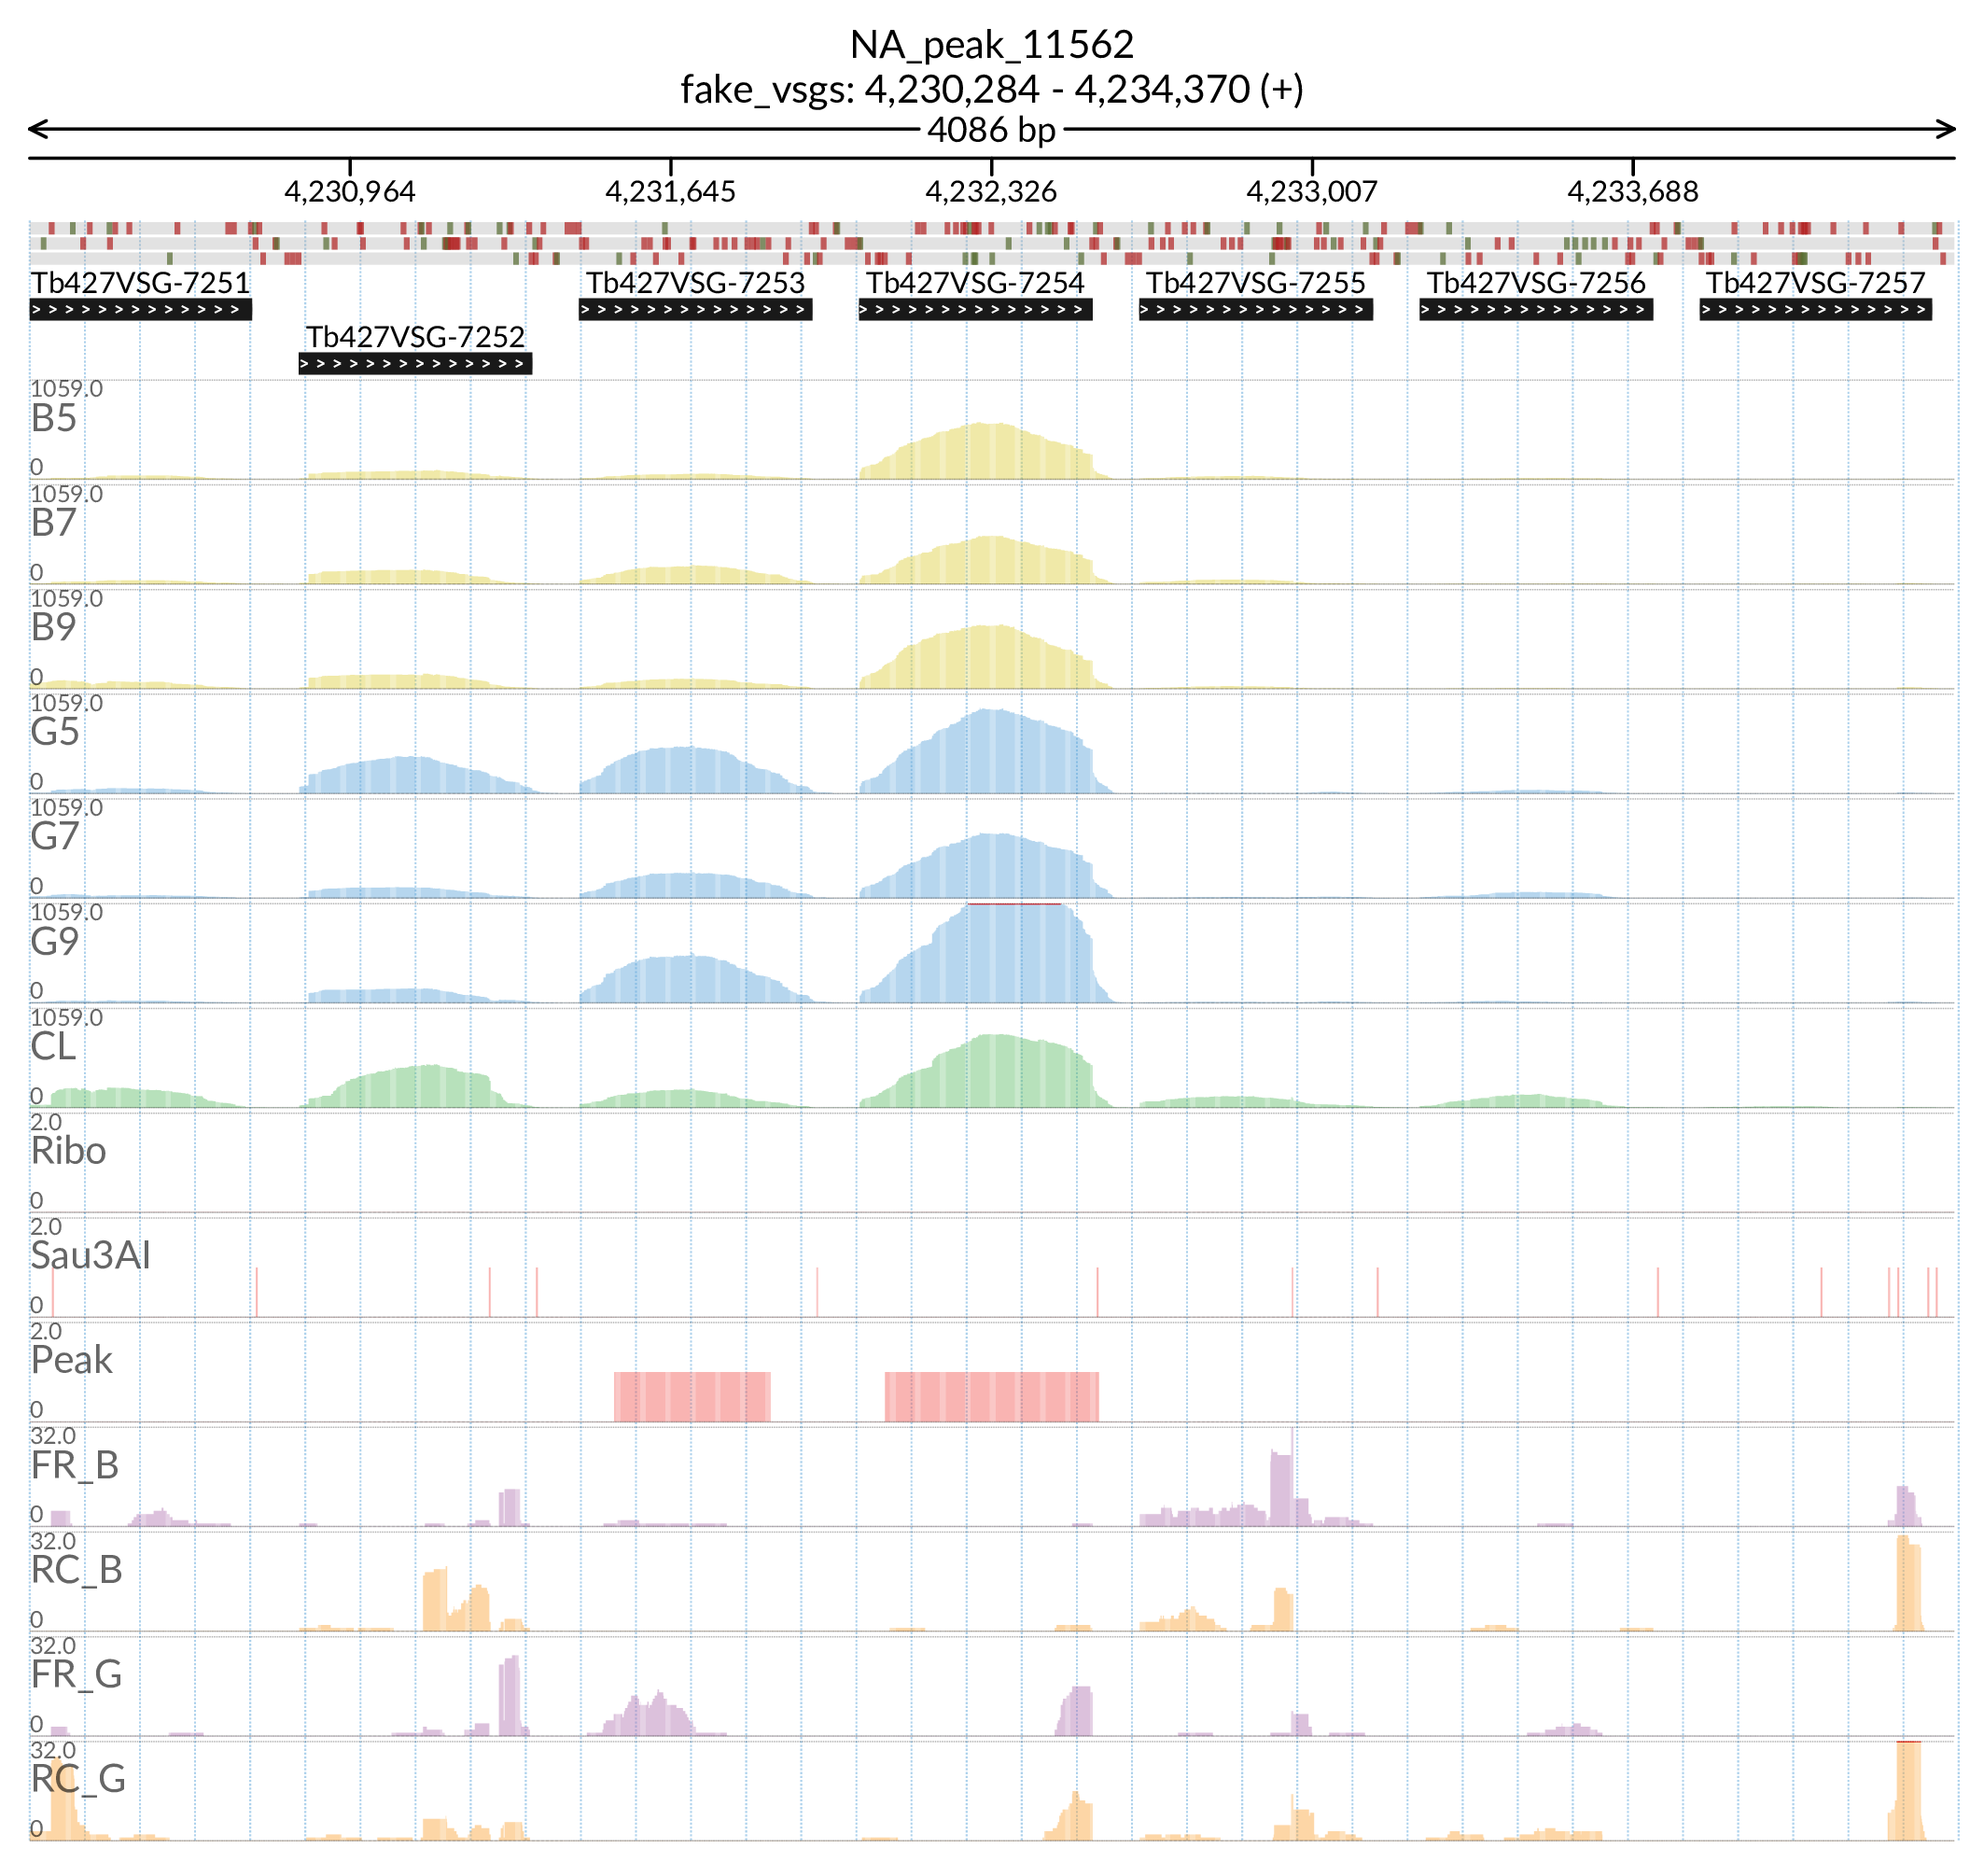 NA_peak_11562
fake_vsgs: 4,230,284 - 4,234,370 (+)
4086 bp
4,230,964 4,231,645 4,232,326 4,233,007 4,233,688
Tb427VSG-7251 Tb427VSG-7253 Tb427VSG-7254 Tb427VSG-7255 Tb427VSG-7256 Tb427VSG-7257
Tb427VSG-7252
1059.0
B5
0
1059.0
B7
0
1059.0
B9
0
1059.0
G5
0
1059.0
G7
0
1059.0
G9
0
1059.0
CL
0
2.0
Ribo
0
2.0
Sau3AI
0
2.0
Peak
0
32.0
FR_B
0
32.0
RC_B
0
32.0
FR_G
0
32.0
RC_G
0